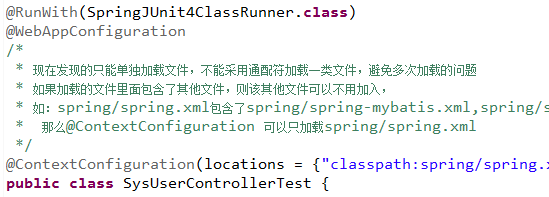 @RunWith(SpringJUnit4ClassRunner.class)
@WebAppConfiguration
/*
* 现在发现的只能单独加载文件，不能采用通配符加载一类文件，避免多次加载的问题
* 如果加载的文件里面包含了其他文件，则该其他文件可以不用加入，
* 如：spring/spring.xml包含了spring/spring-mybatis.xml,spring/s
* 那么@ContextConfiguration 可以只加载spring/spring.xml
*/
@ContextConfiguration(locations = {"classpath:spring/spring.x
public class SysUserControllerTest {